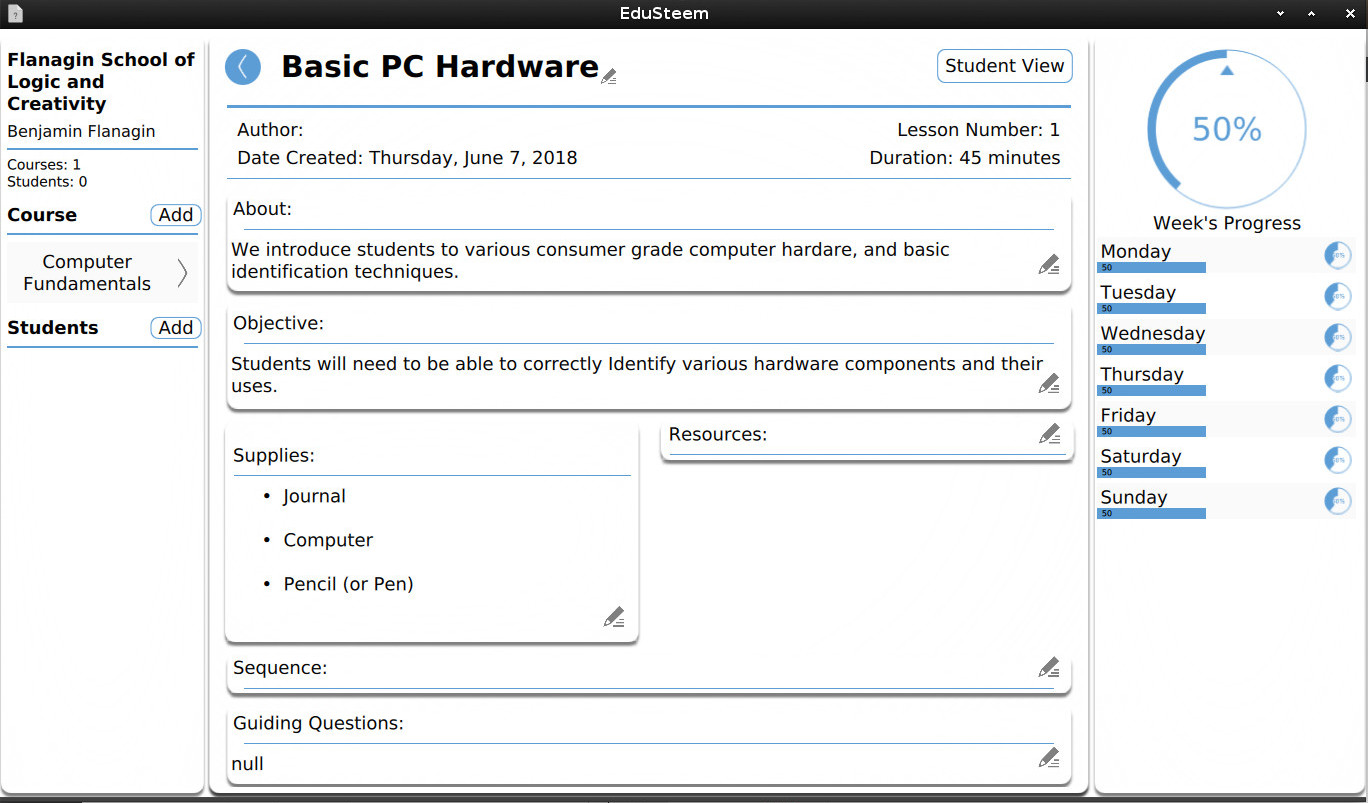 EduSteem
Flanagin School of
Logic and
Creativity
Benjamin Flanagin
Courses: 1
Students: 0
Course
Add
Computer
Fundamentals
Students
Add
Basic PC Hardware
Student View
Author:
Lesson Number: 1
Date Created: Thursday, June 7, 2018
Duration: 45 minutes
About:
We introduce students to various consumer grade computer hardare, and basic
identification techniques.
Objective:
Students will need to be able to correctly Identify various hardware components and their
uses.
Supplies:
• Journal
• Computer
• Pencil (or Pen)
Resources:
Sequence:
Guiding Questions:
null
50%
Week's Progress
Monday
50
Tuesday
50
Wednesday
50
Thursday
50
Friday
50
Saturday
50
Sunday
50